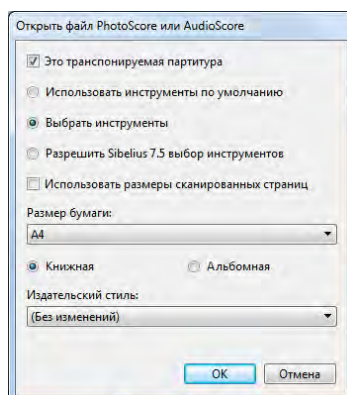 Открыть файл PhotoScore или AudioScore
Это транспонируемая партитура
Использовать инструменты по умолчанию
Выбрать инструменты
Разрешить Sibelius 7.5 выбор инструментов
Использовать размеры сканированных страниц
Размер бумаги:
A4
Книжная Альбомная
Издательский стиль:
(Без изменений)
OK Отмена